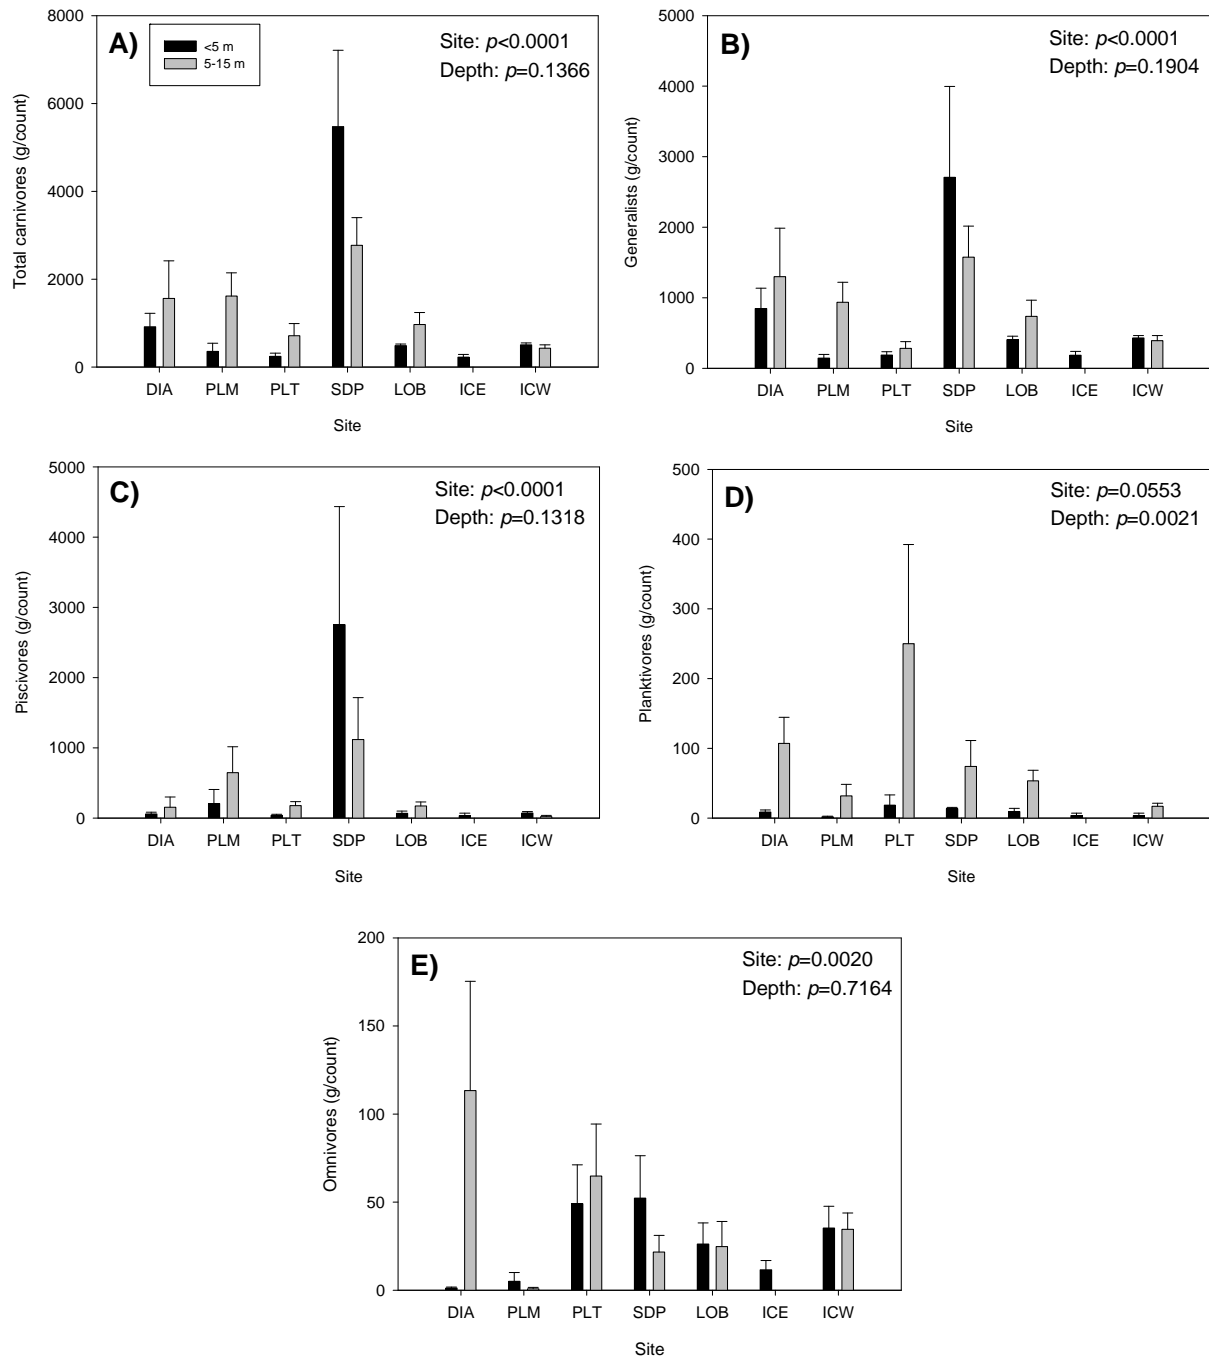 A)
<5 m
5-15 m
Site: p<0.0001
Depth: p=0.1366
Total carnivores (g/count)
8000
6000
4000
2000
0
DIA PLM PLT SDP LOB ICE ICW
Site
B)
Site: p<0.0001
Depth: p=0.1904
Generalists (g/count)
5000
4000
3000
2000
1000
0
DIA PLM PLT SDP LOB ICE ICW
Site
C)
Site: p<0.0001
Depth: p=0.1318
Piscivores (g/count)
5000
4000
3000
2000
1000
0
DIA PLM PLT SDP LOB ICE ICW
Site
D)
Site: p=0.0553
Depth: p=0.0021
Planktivores (g/count)
500
400
300
200
100
0
DIA PLM PLT SDP LOB ICE ICW
Site
E)
Site: p=0.0020
Depth: p=0.7164
Omnivores (g/count)
200
150
100
50
0
DIA PLM PLT SDP LOB ICE ICW
Site